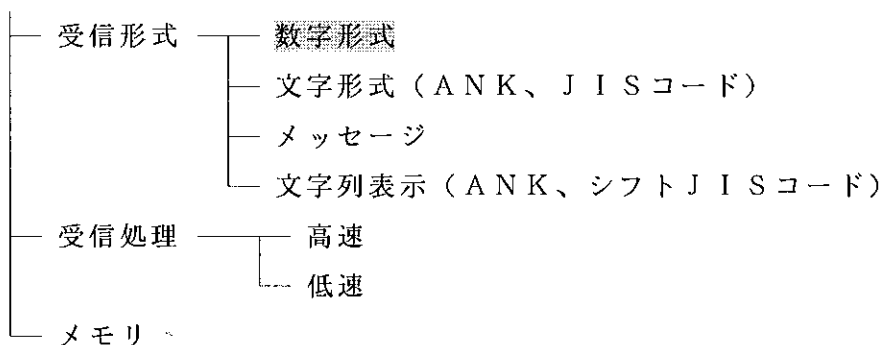 受信形式 数字形式
文字形式（ＡＮＫ、ＪＩＳコード）
メッセージ
文字列表示（ＡＮＫ、シフトＪＩＳコード）
受信処理 高速
低速
メモリ